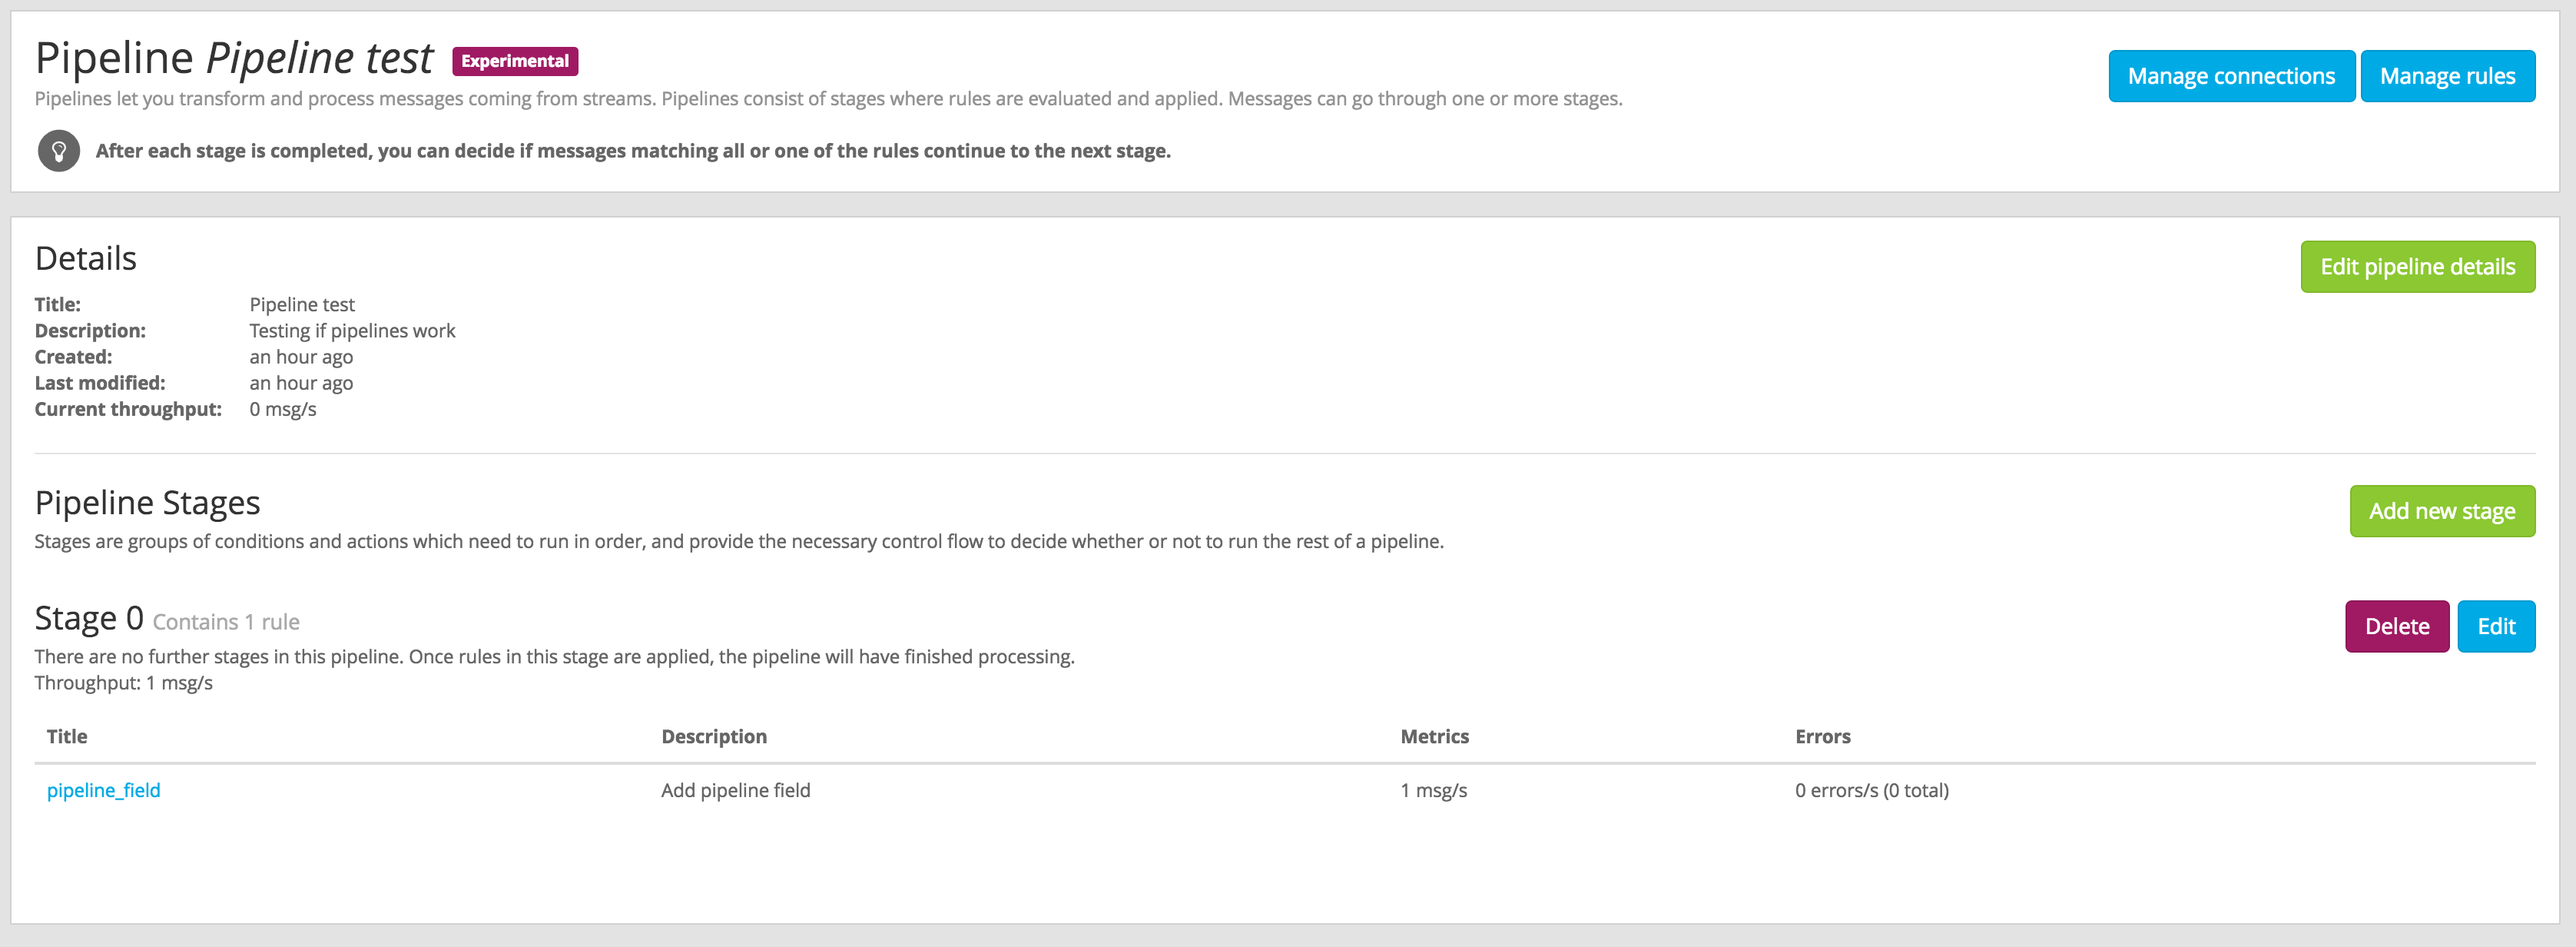 Pipeline Pipeline test Experimental
Manage connections Manage rules
Pipelines let you transform and process messages coming from streams. Pipelines consist of stages where rules are evaluated and applied. Messages can go through one or more stages.
After each stage is completed, you can decide if messages matching all or one of the rules continue to the next stage.
Details
Edit pipeline details
Title: Pipeline test
Description: Testing if pipelines work
Created: an hour ago
Last modified: an hour ago
Current throughput: 0 msg/s
Pipeline Stages
Add new stage
Stages are groups of conditions and actions which need to run in order, and provide the necessary control flow to decide whether or not to run the rest of a pipeline.
Stage 0 Contains 1 rule
Delete Edit
There are no further stages in this pipeline. Once rules in this stage are applied, the pipeline will have finished processing.
Throughput: 1 msg/s
Title Description Metrics Errors
pipeline_field Add pipeline field 1 msg/s 0 errors/s (0 total)